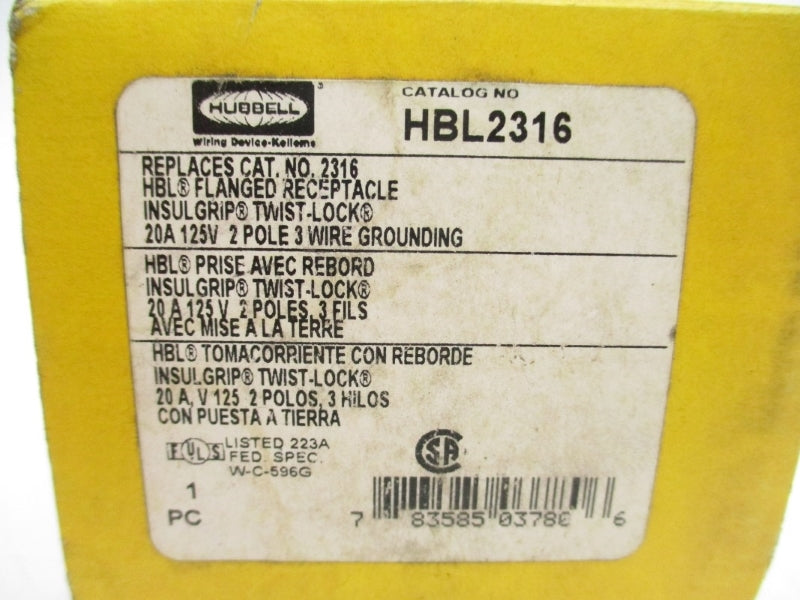 HUBBELL
Wiring Device-Kellems
CATALOG NO
HBL2316
REPLACES CAT. NO. 2316
HBL® FLANGED RECEPTACLE
INSULGRIP® TWIST-LOCK®
20A 125V 2 POLE 3 WIRE GROUNDING
HBL® PRISE AVEC REBORD
INSULGRIP® TWIST-LOCK®
20 A 125 V 2 POLES, 3 FILS
AVEC MISE A LA TERRE
HBL® TOMACORRIENTE CON REBORDE
INSULGRIP® TWIST-LOCK®
20 A, V 125 2 POLOS, 3 HILOS
CON PUESTA A TIERRA
F UL S
LISTED 223A
FED. SPEC.
W-C-596G
SA
1
PC
7 83585 03786 6